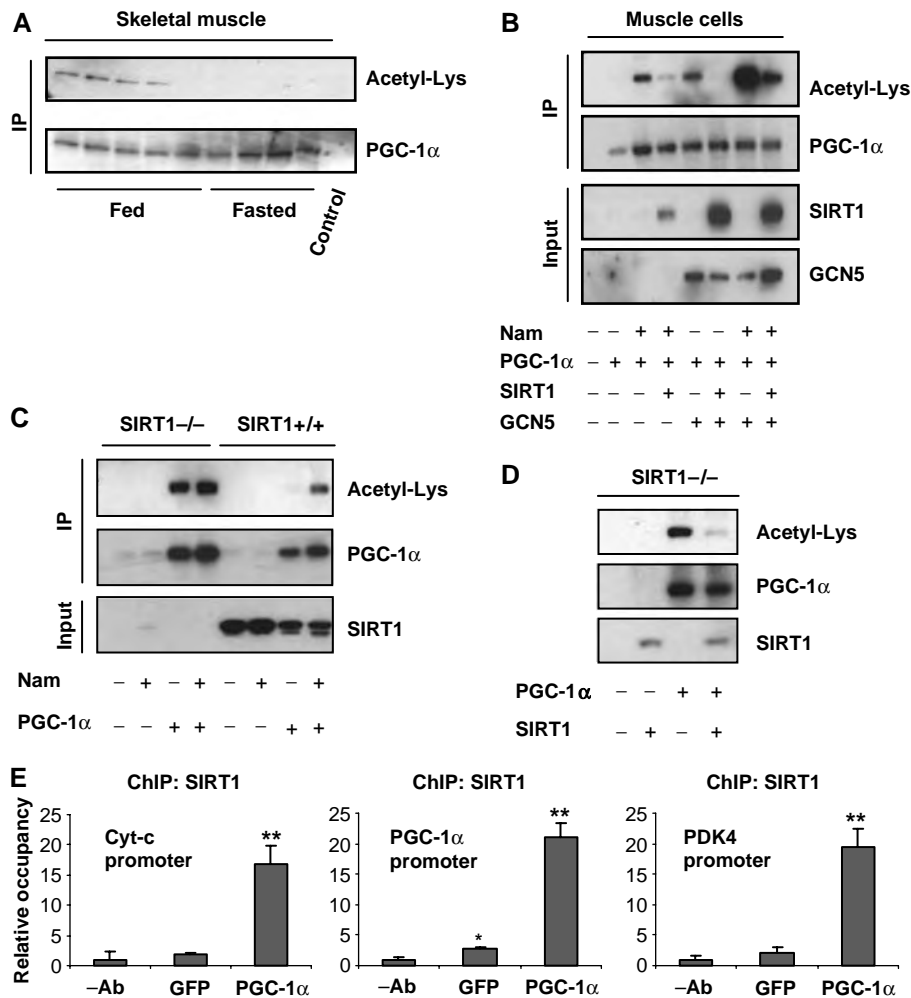 A
Skeletal muscle
IP
Acetyl-Lys
PGC-1α
Fed
Fasted
Control
B
Muscle cells
IP
Acetyl-Lys
PGC-1α
Input
SIRT1
GCN5
Nam − − + + − − + +
PGC-1α − + + + + + + +
SIRT1 + + +
GCN5 + + + +
C
SIRT1−/− SIRT1+/+
IP
Acetyl-Lys
PGC-1α
Input
SIRT1
Nam − + − + − + − +
PGC-1α − − + + − − + +
D
SIRT1−/−
Acetyl-Lys
PGC-1α
SIRT1
PGC-1α − − + +
SIRT1 − + − +
E
Relative occupancy
ChIP: SIRT1
25
20
15
10
5
0
Cyt-c
promoter
**
−Ab GFP PGC-1α
ChIP: SIRT1
25
20
15
10
5
0
PGC-1α
promoter
*
**
−Ab GFP PGC-1α
ChIP: SIRT1
25
20
15
10
5
0
PDK4
promoter
**
−Ab GFP PGC-1α